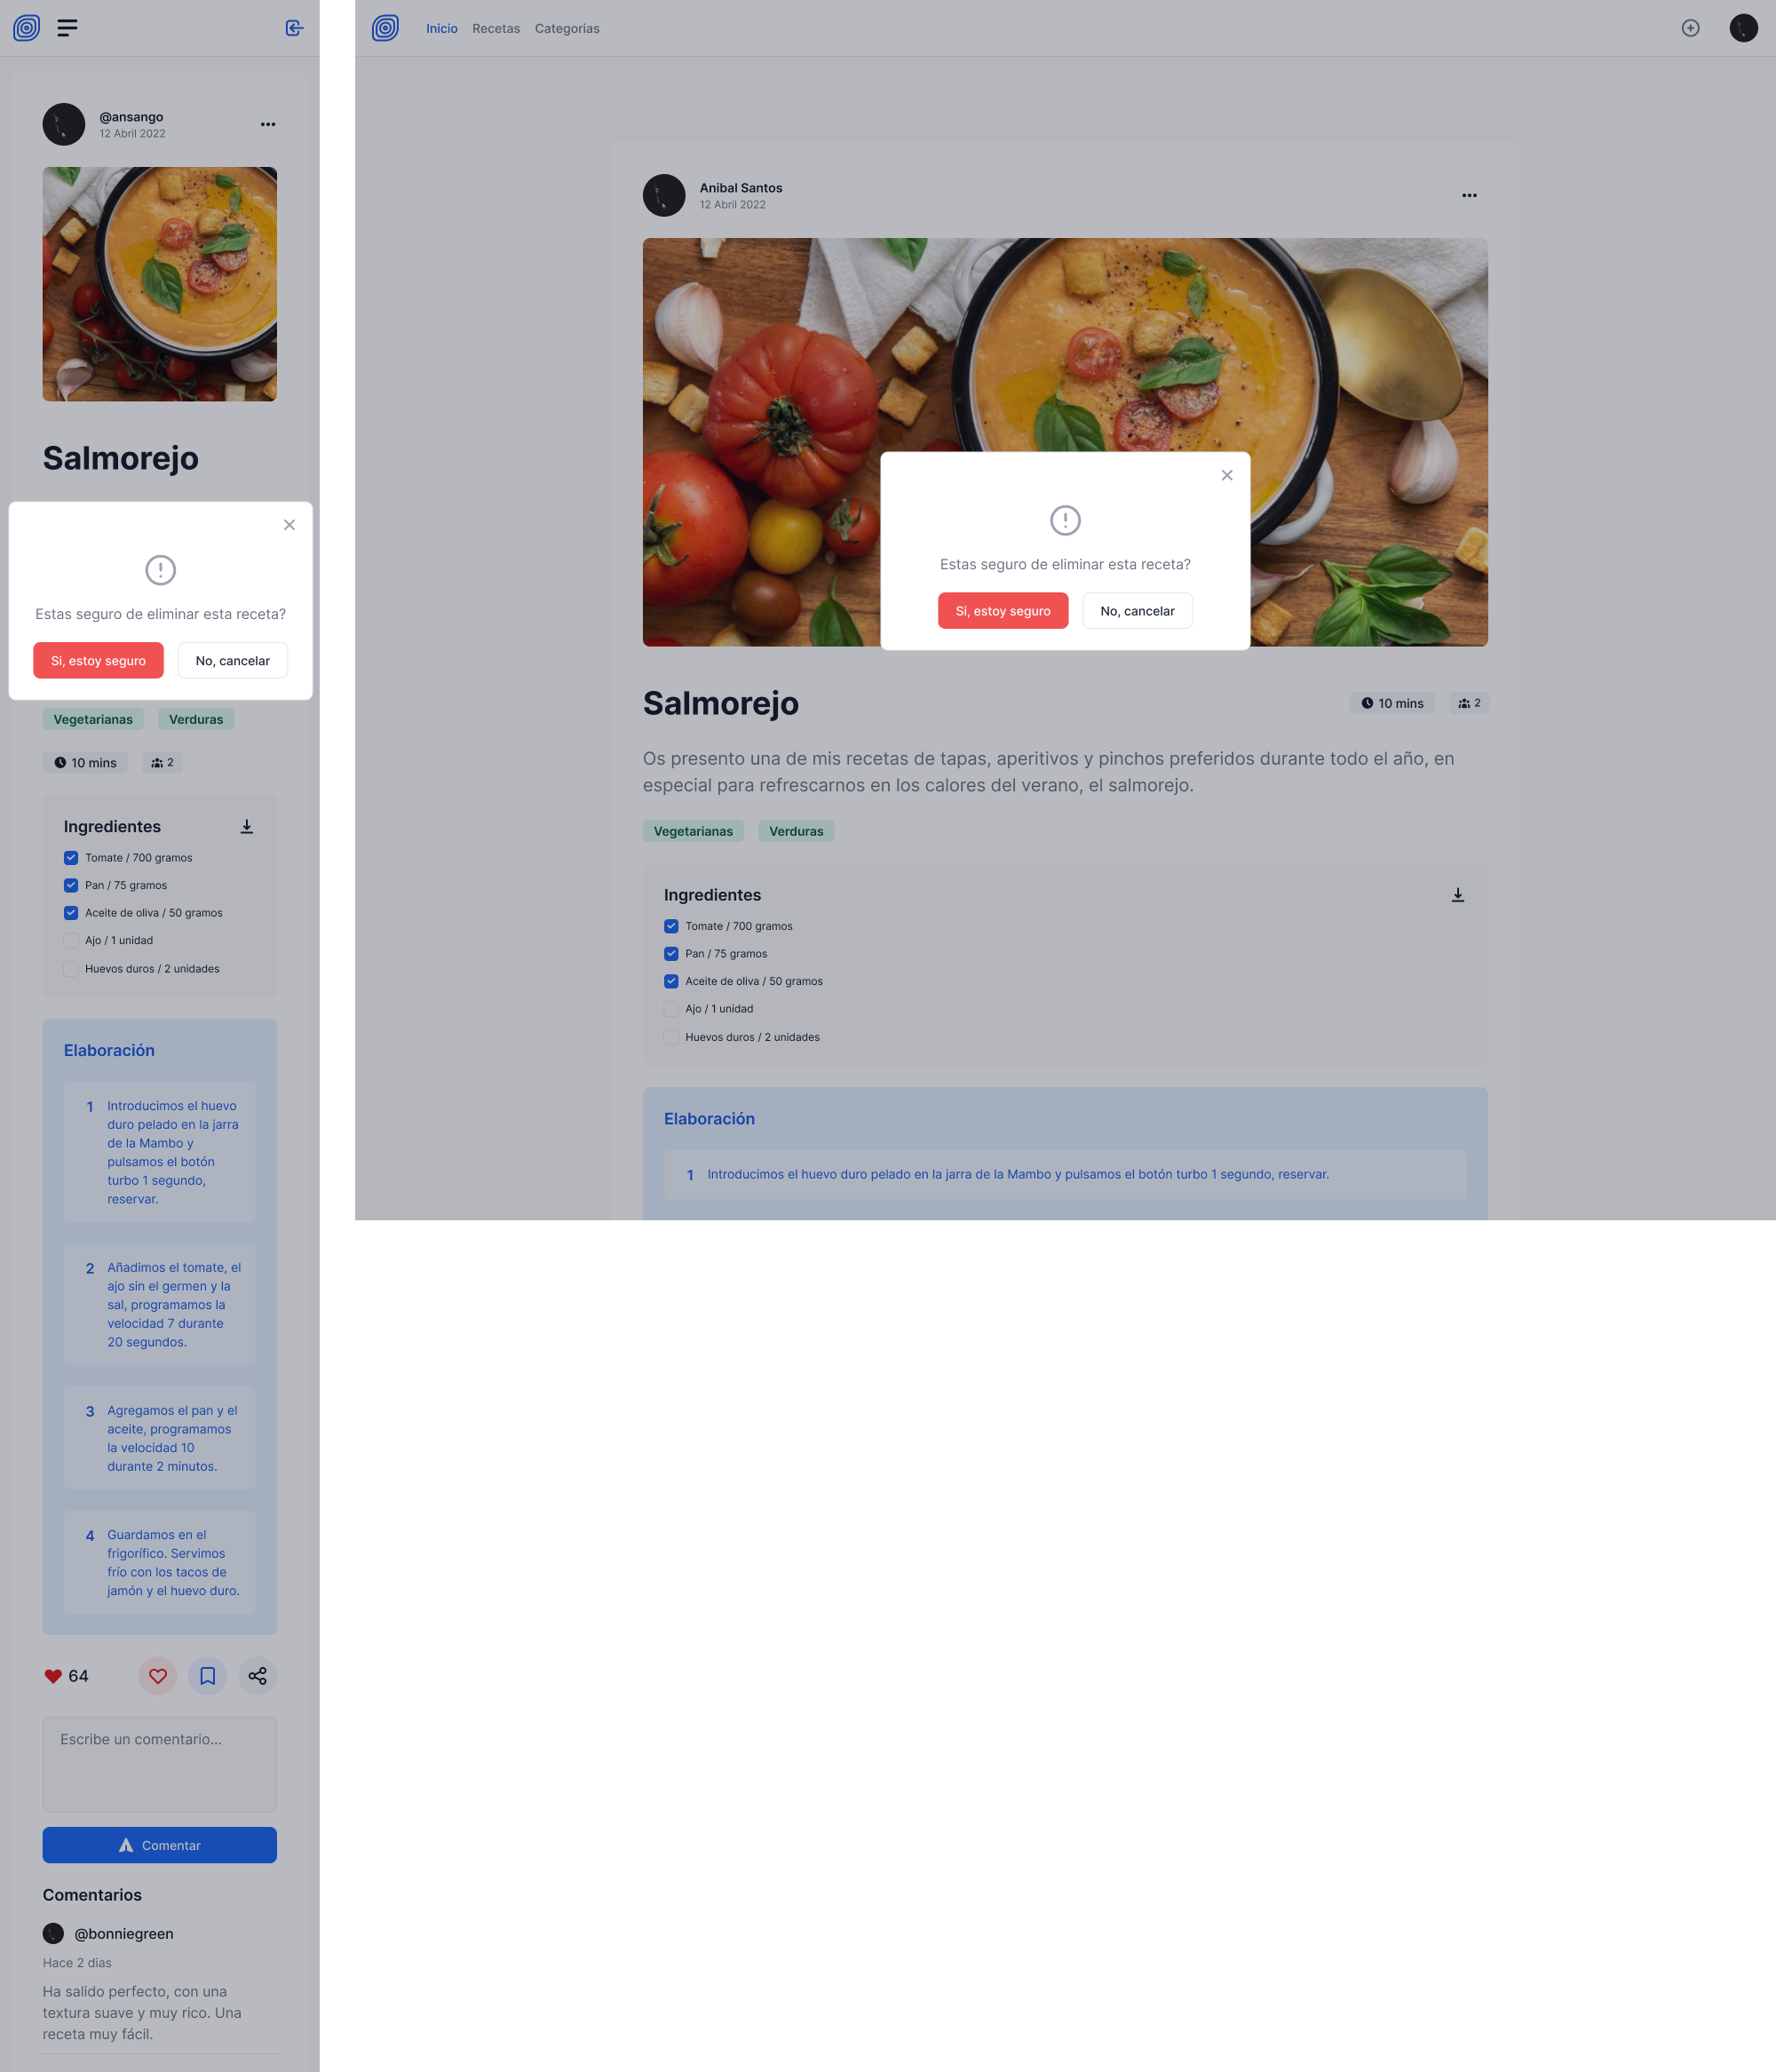 @ansango
12 Abril 2022
Salmorejo
Estas seguro de eliminar esta receta?
Si, estoy seguro
No, cancelar
Vegetarianas
Verduras
10 mins
2
Ingredientes
Tomate / 700 gramos
Pan / 75 gramos
Aceite de oliva / 50 gramos
Ajo / 1 unidad
Huevos duros / 2 unidades
Elaboración
1
Introducimos el huevo
duro pelado en la jarra
de la Mambo y
pulsamos el botón
turbo 1 segundo,
reservar.
2
Añadimos el tomate, el
ajo sin el germen y la
sal, programamos la
velocidad 7 durante
20 segundos.
3
Agregamos el pan y el
aceite, programamos
la velocidad 10
durante 2 minutos.
4
Guardamos en el
frigorífico. Servimos
frío con los tacos de
jamón y el huevo duro.
64
Escribe un comentario...
Comentar
Comentarios
@bonniegreen
Hace 2 dias
Ha salido perfecto, con una
textura suave y muy rico. Una
receta muy fácil.
Inicio
Recetas
Categorias
Anibal Santos
12 Abril 2022
Estas seguro de eliminar esta receta?
Si, estoy seguro
No, cancelar
Salmorejo
10 mins
2
Os presento una de mis recetas de tapas, aperitivos y pinchos preferidos durante todo el año, en
especial para refrescarnos en los calores del verano, el salmorejo.
Vegetarianas
Verduras
Ingredientes
Tomate / 700 gramos
Pan / 75 gramos
Aceite de oliva / 50 gramos
Ajo / 1 unidad
Huevos duros / 2 unidades
Elaboración
1
Introducimos el huevo duro pelado en la jarra de la Mambo y pulsamos el botón turbo 1 segundo, reservar.